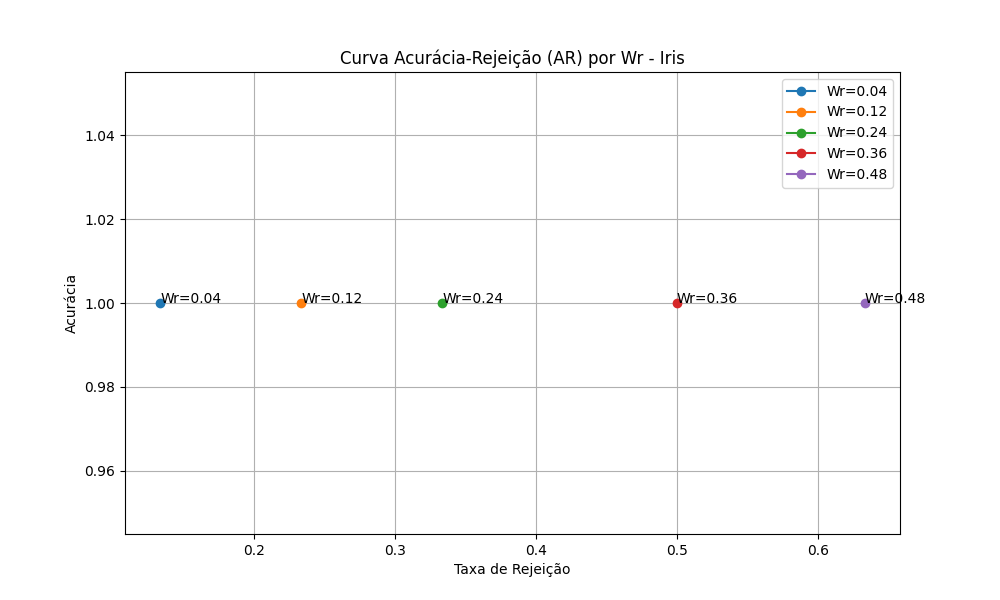 Curva Acurácia-Rejeição (AR) por Wr - Iris
Wr=0.04
Wr=0.12
Wr=0.24
Wr=0.36
Wr=0.48
1.04
1.02
1.00
0.98
0.96
Acurácia
Wr=0.04
Wr=0.12
Wr=0.24
Wr=0.36
Wr=0.48
0.2
0.3
0.4
0.5
0.6
Taxa de Rejeição